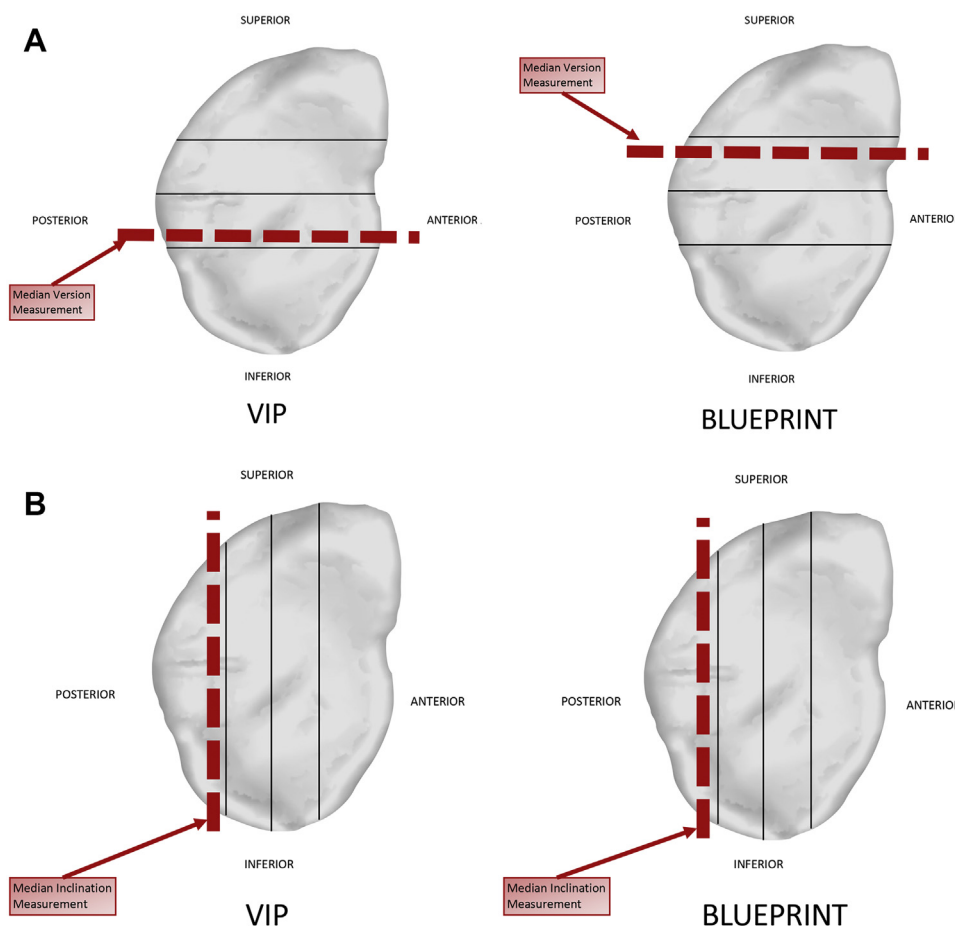 A
SUPERIOR
Median Version
Measurement
POSTERIOR
ANTERIOR
INFERIOR
VIP
SUPERIOR
Median Version
Measurement
POSTERIOR
ANTERIO
INFERIOR
BLUEPRINT
B
SUPERIOR
POSTERIOR
ANTERIOR
INFERIOR
Median Inclination
Measurement
VIP
SUPERIOR
POSTERIOR
ANTERIO
INFERIOR
Median Inclination
Measurement
BLUEPRINT